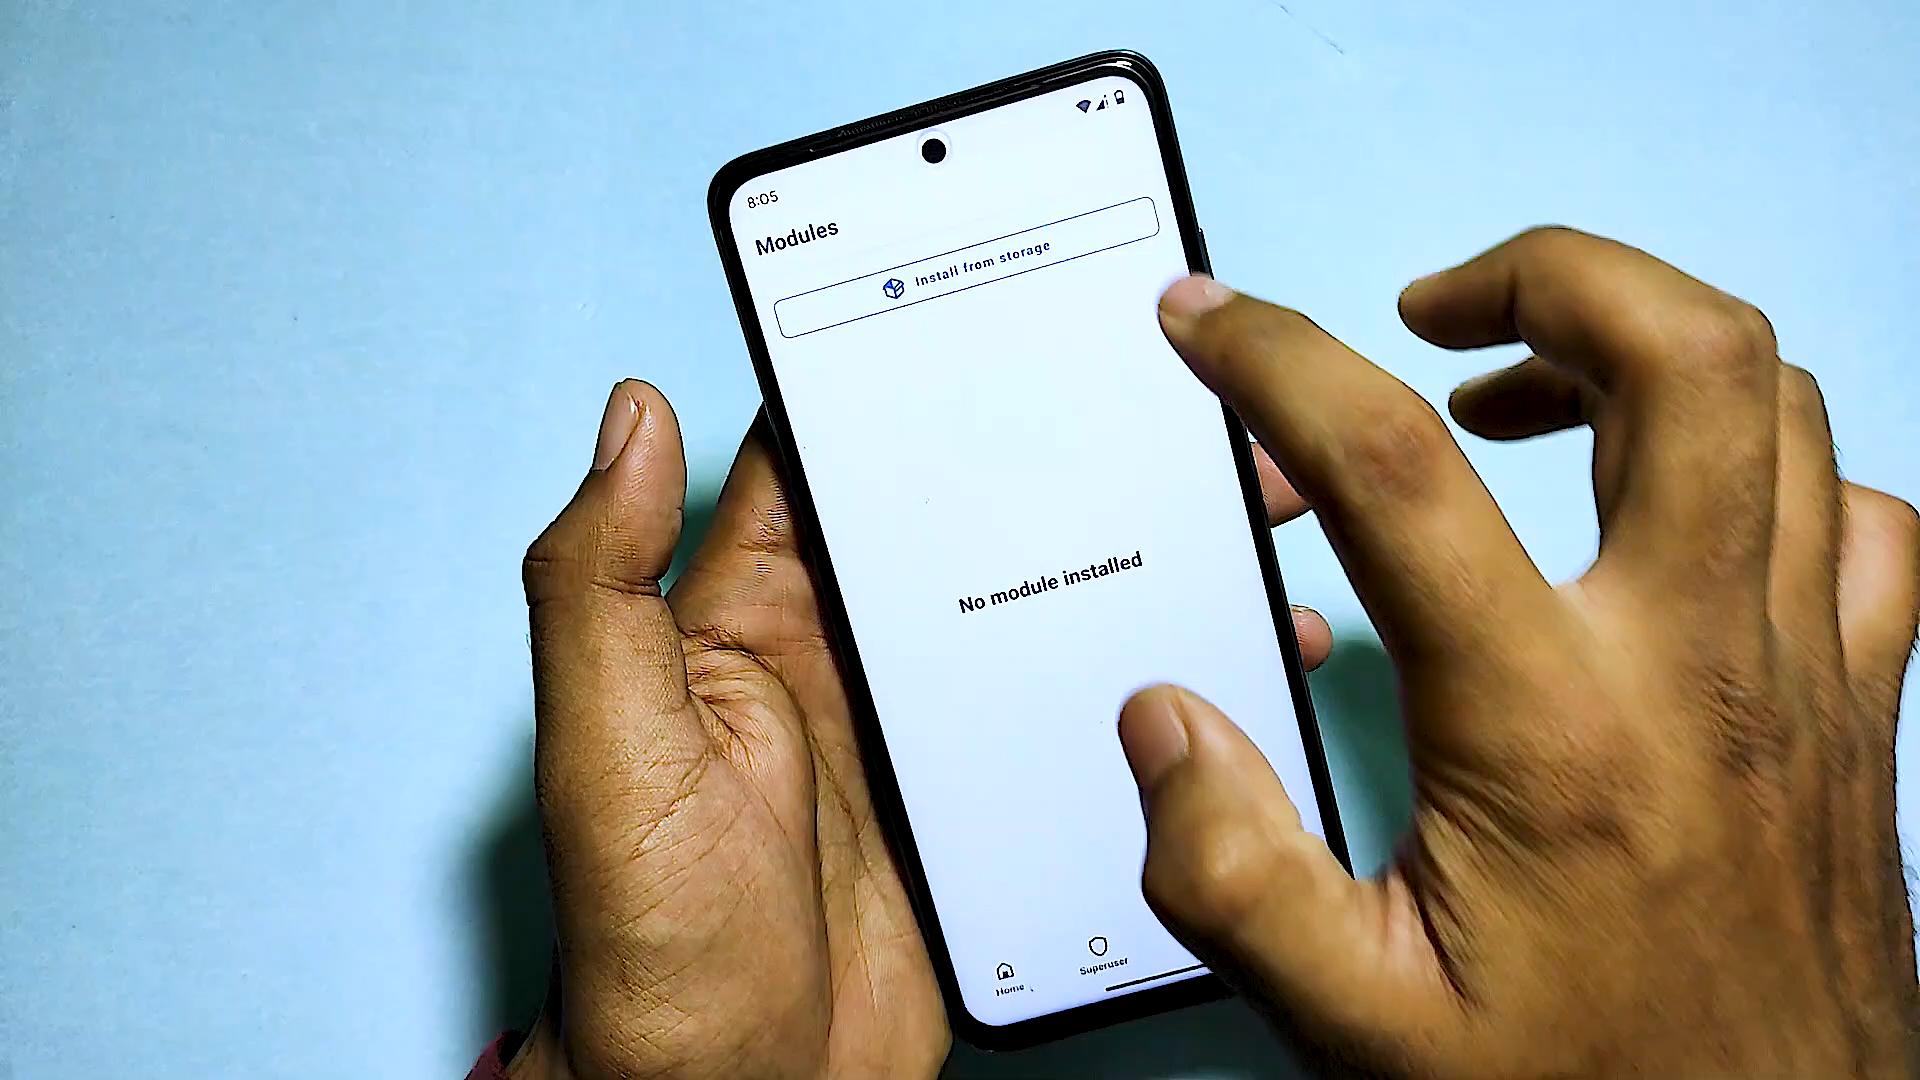 8:05
Modules
Install from storage
No module installed
Home
Superuser